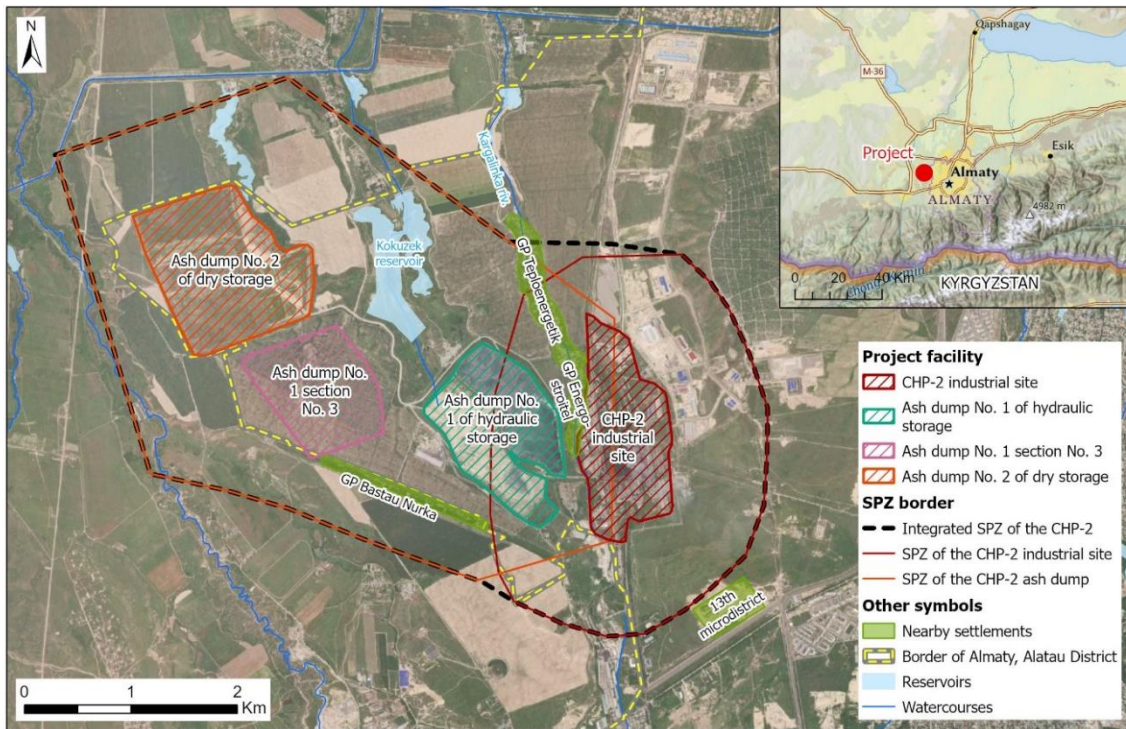 N
Kargalinka riv.
Kokuzek
reservoir
Ash dump No. 2
of dry storage
Ash dump No.
1 section
No. 3
Ash dump No.
1 of hydraulic
storage
GP Teploenergetik
GP Energo-
stroitel
CHP-2
industrial
site
GP Bastau Nurka
13th
microdistrict
0 1 2
Km
Qapshagay
M-36
Project
Esik
Almaty
ALMATY
4982 m
0 20 40 Km
KYRGYZSTAN
Project facility
CHP-2 industrial site
Ash dump No. 1 of hydraulic
storage
Ash dump No. 1 section No. 3
Ash dump No. 2 of dry storage
SPZ border
Integrated SPZ of the CHP-2
SPZ of the CHP-2 industrial site
SPZ of the CHP-2 ash dump
Other symbols
Nearby settlements
Border of Almaty, Alatau District
Reservoirs
Watercourses